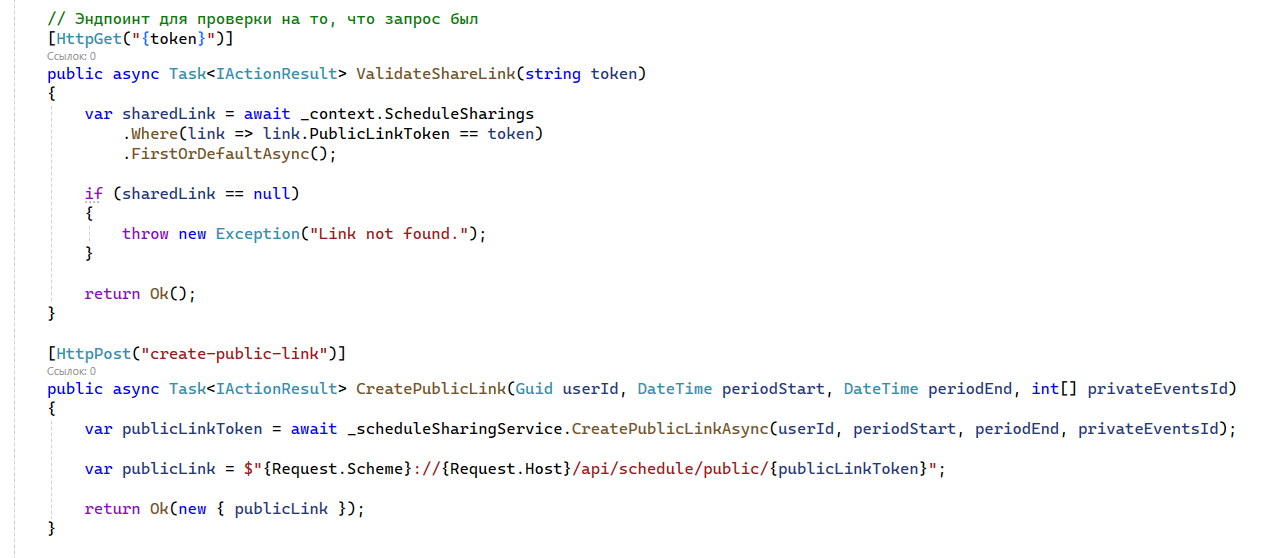 // Эндпоинт для проверки на то, что запрос был
[HttpGet("{token}")]
Ссылок: 0
public async Task<IActionResult> ValidateShareLink(string token)
{
var sharedLink = await _context.ScheduleSharings
.Where(link => link.PublicLinkToken == token)
.FirstOrDefaultAsync();
if (sharedLink == null)
{
throw new Exception("Link not found.");
}
return Ok();
}
[HttpPost("create-public-link")]
Ссылок: 0
public async Task<IActionResult> CreatePublicLink(Guid userId, DateTime periodStart, DateTime periodEnd, int[] privateEventsId)
{
var publicLinkToken = await _scheduleSharingService.CreatePublicLinkAsync(userId, periodStart, periodEnd, privateEventsId);
var publicLink = $"{Request.Scheme}://{Request.Host}/api/schedule/public/{publicLinkToken}";
return Ok(new { publicLink });
}